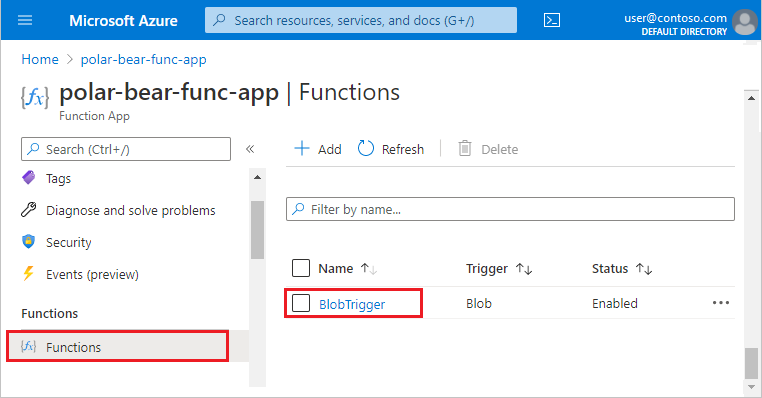 Microsoft Azure
Search resources, services, and docs (G+/)
user@contoso.com
DEFAULT DIRECTORY
Home > polar-bear-func-app
{fx}
polar-bear-func-app | Functions
Function App
Search (Ctrl+/)
«
+ Add
Refresh
Delete
Tags
Diagnose and solve problems
Security
Events (preview)
Functions
{fx} Functions
Filter by name...
Name ↑↓ Trigger ↑↓ Status ↑↓
BlobTrigger Blob Enabled ...